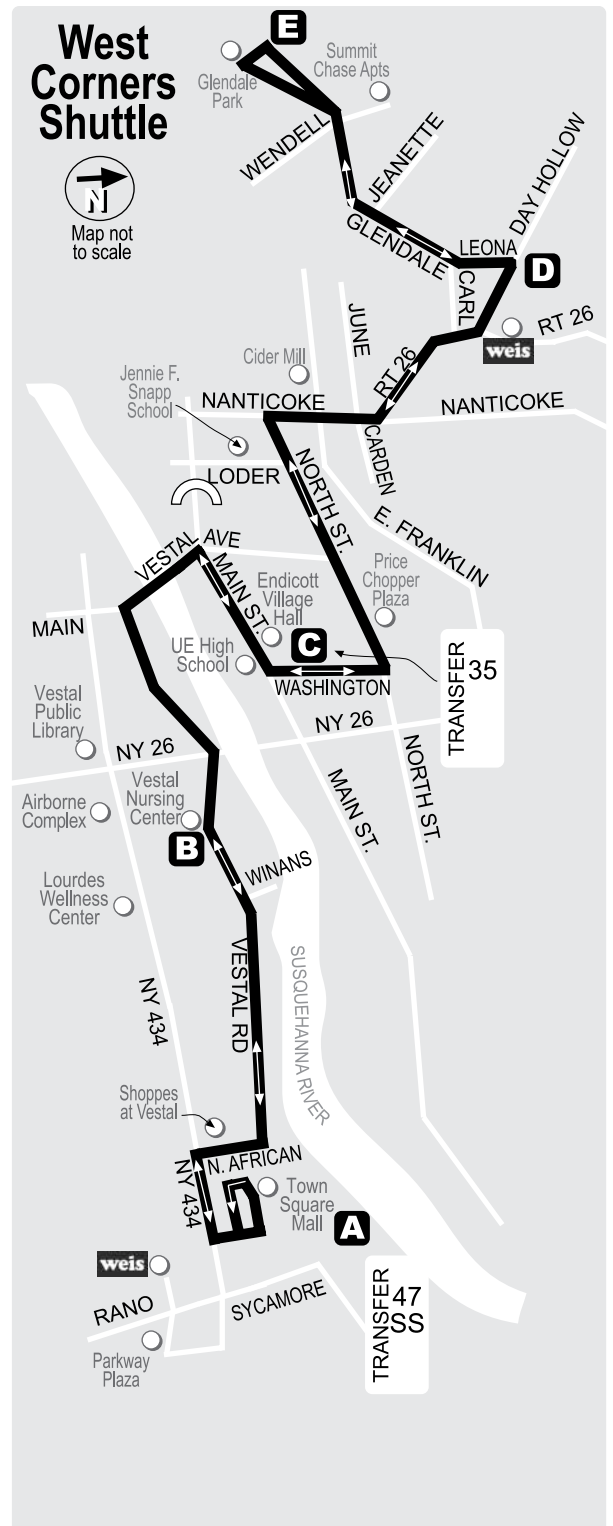 West
Corners
Shuttle
N
Map not
to scale
E
Glendale
Park
Summit
Chase Apts
WENDELL
JEANETTE
DAY HOLLOW
GLENDALE
LEONA
D
CARL
RT 26
weis
JUNE
RT 26
Cider Mill
Jennie F.
Snapp
School
NANTICOKE
NANTICOKE
CARDEN
LODER
NORTH ST.
E. FRANKLIN
VESTAL AVE
MAIN ST.
Endicott
Village
Hall
Price
Chopper
Plaza
MAIN
UE High
School
C
WASHINGTON
TRANSFER
35
Vestal
Public
Library
NY 26
NY 26
NORTH ST.
MAIN ST.
Airborne
Complex
Vestal
Nursing
Center
B
WINANS
Lourdes
Wellness
Center
VESTAL RD
SUSQUEHANNA RIVER
NY 434
Shoppes
at Vestal
N. AFRICAN
NY 434
Town
Square
Mall
A
weis
RANO
SYCAMORE
TRANSFER
47
SS
Parkway
Plaza